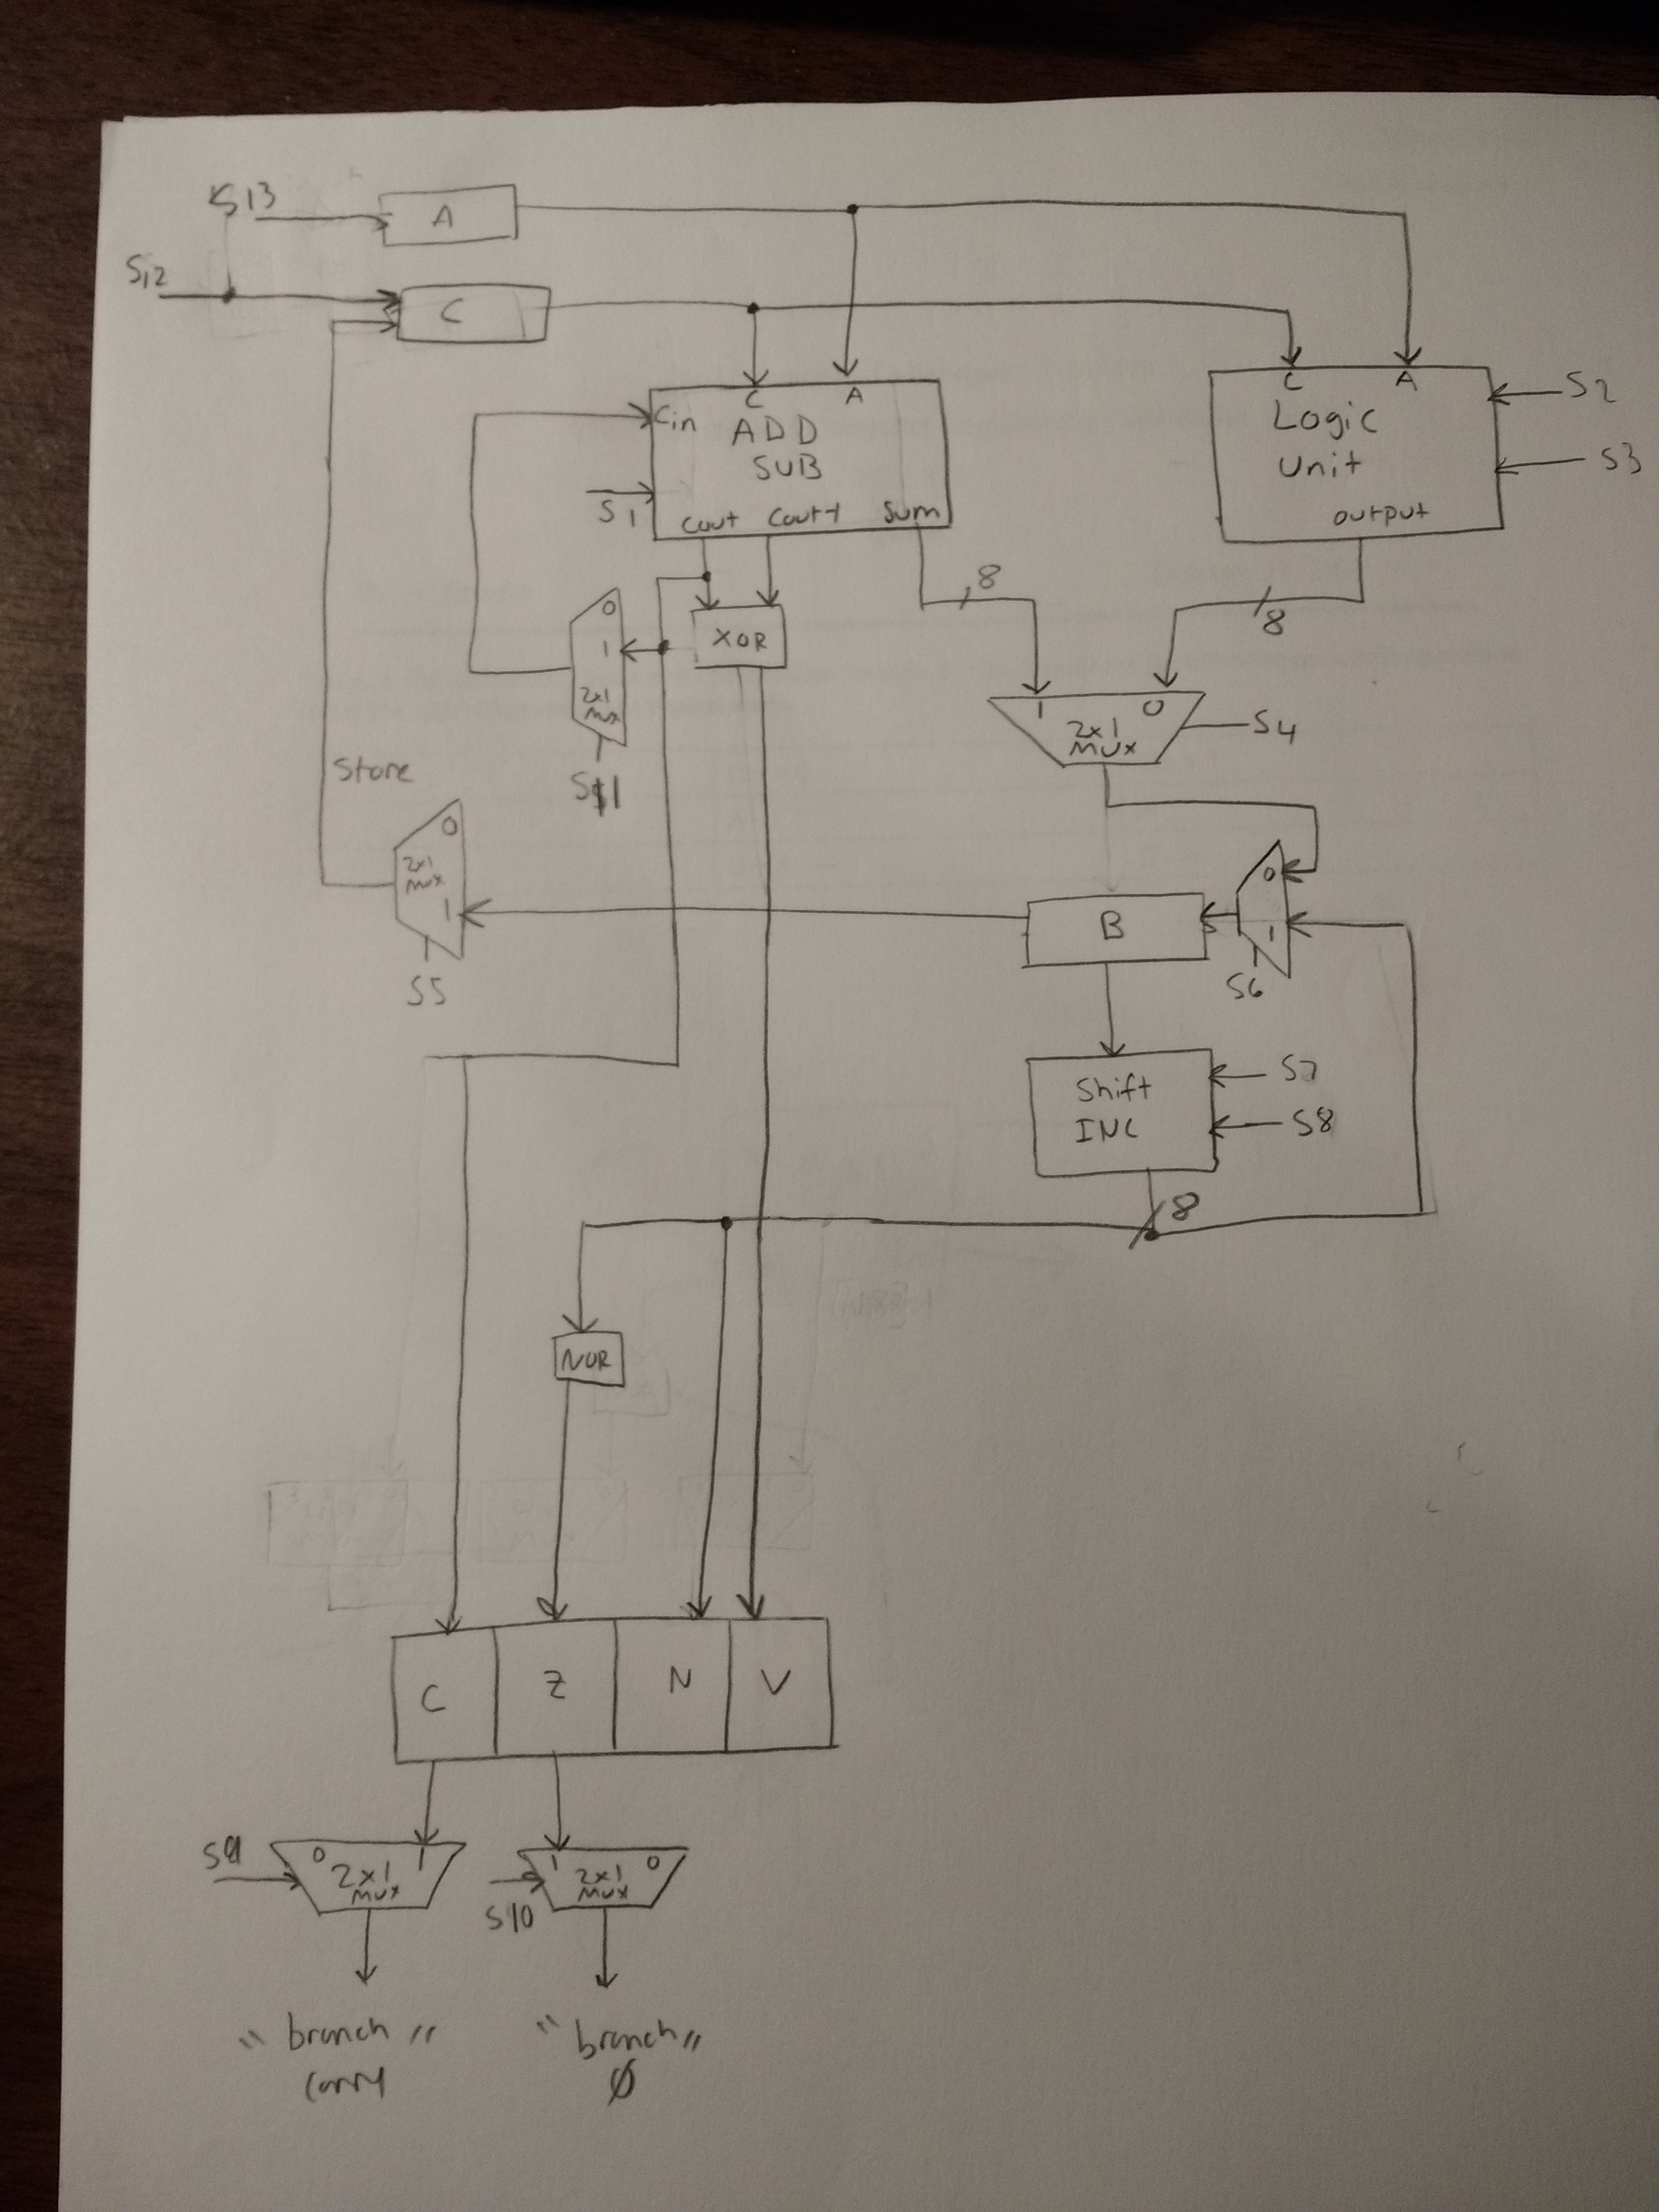 S13
A
S12
C
C A
Cin ADD
SUB
S1
Cout Cout-1 Sum
C A
Logic
Unit
output
S2
S3
8
8
0
1
2x1
Mux
S11
XOR
1 0
2x1
MUX
S4
Store
0
2x1
Mux
1
S5
B
0
1
S6
Shift
INC
S7
S8
8
NOR
C Z N V
S9
0 1
2x1
MUX
S10
1 0
2x1
MUX
"branch"
carry
"branch"
Ø